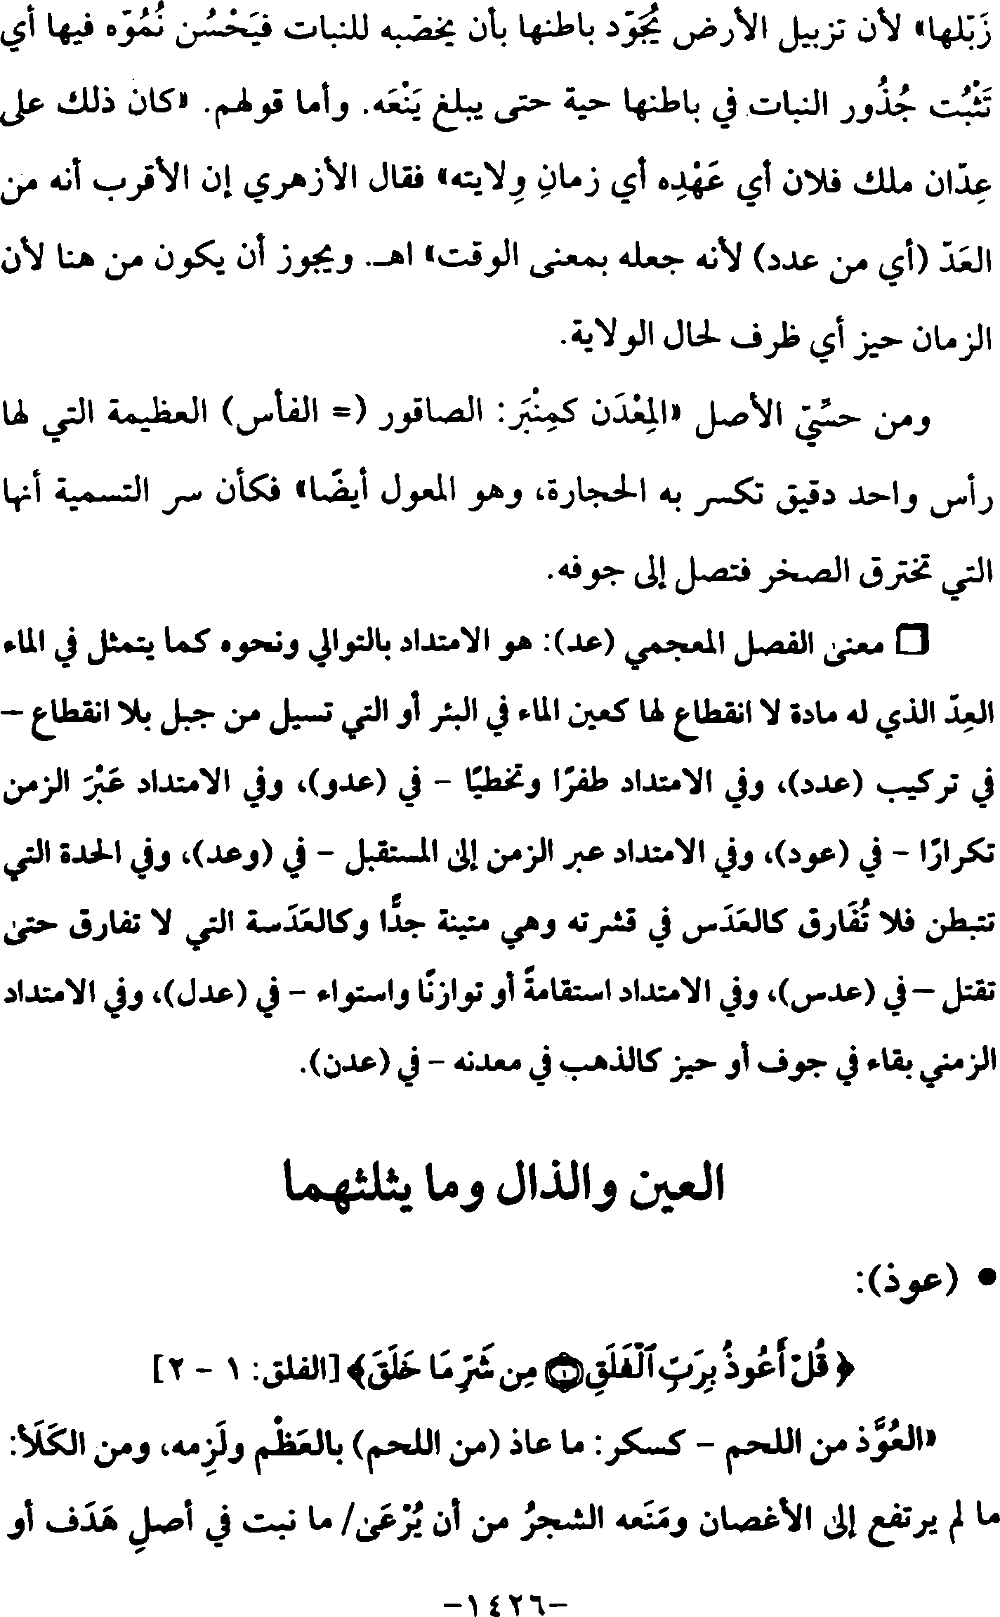 زَبّلها» لأن تزبيل الأرض يُجَوّد باطنها بأن يخصّبه للنبات فيَحْسُن نُمُوّه فيها أي
تَثْبُت جُذُور النبات في باطنها حية حتى يبلغ يَنْعَه. وأما قولهم. «كان ذلك على
عِدّان ملك فلان أي عَهْدِه أي زمانِ وِلايته» فقال الأزهري إن الأقرب أنه من
العَدّ (أي من عدد) لأنه جعله بمعنى الوقت» اهـ. ويجوز أن يكون من هنا لأن
الزمان حيز أي ظرف لحال الولاية.
ومن حسِّيّ الأصل «المِعْدَن كمِنْبَر: الصاقور (= الفأس) العظيمة التي لها
رأس واحد دقيق تكسر به الحجارة، وهو المعول أيضًا» فكأن سر التسمية أنها
التي تخترق الصخر فتصل إلى جوفه.
❒ معنى الفصل المعجمي (عد): هو الامتداد بالتوالي ونحوه كما يتمثل في الماء
العِدّ الذي له مادة لا انقطاع لها كعين الماء في البئر أو التي تسيل من جبل بلا انقطاع –
في تركيب (عدد)، وفي الامتداد طفرًا وتخطيًا – في (عدو)، وفي الامتداد عَبْرَ الزمن
تكرارًا – في (عود)، وفي الامتداد عبر الزمن إلى المستقبل – في (وعد)، وفي الحدة التي
تتبطن فلا تُفَارق كالعَدَس في قشرته وهي متينة جدًّا وكالعَدَسة التي لا تفارق حتى
تقتل – في (عدس)، وفي الامتداد استقامةً أو توازنًا واستواء – في (عدل)، وفي الامتداد
الزمني بقاء في جوف أو حيز كالذهب في معدنه – في (عدن).
العين والذال وما يثلثهما
• (عوذ):
﴿قُلْ أَعُوذُ بِرَبِّ ٱلْفَلَقِ ۝١ مِن شَرِّ مَا خَلَقَ﴾ [الفلق: ١ - ٢]
«العُوَّذ من اللحم – كسكر: ما عاذ (من اللحم) بالعَظْم ولَزِمه، ومن الكَلَأ:
ما لم يرتفع إلى الأغصان ومَنَعه الشجرُ من أن يُرْعَى/ ما نبت في أصلِ هَدَف أو
-١٤٢٦-